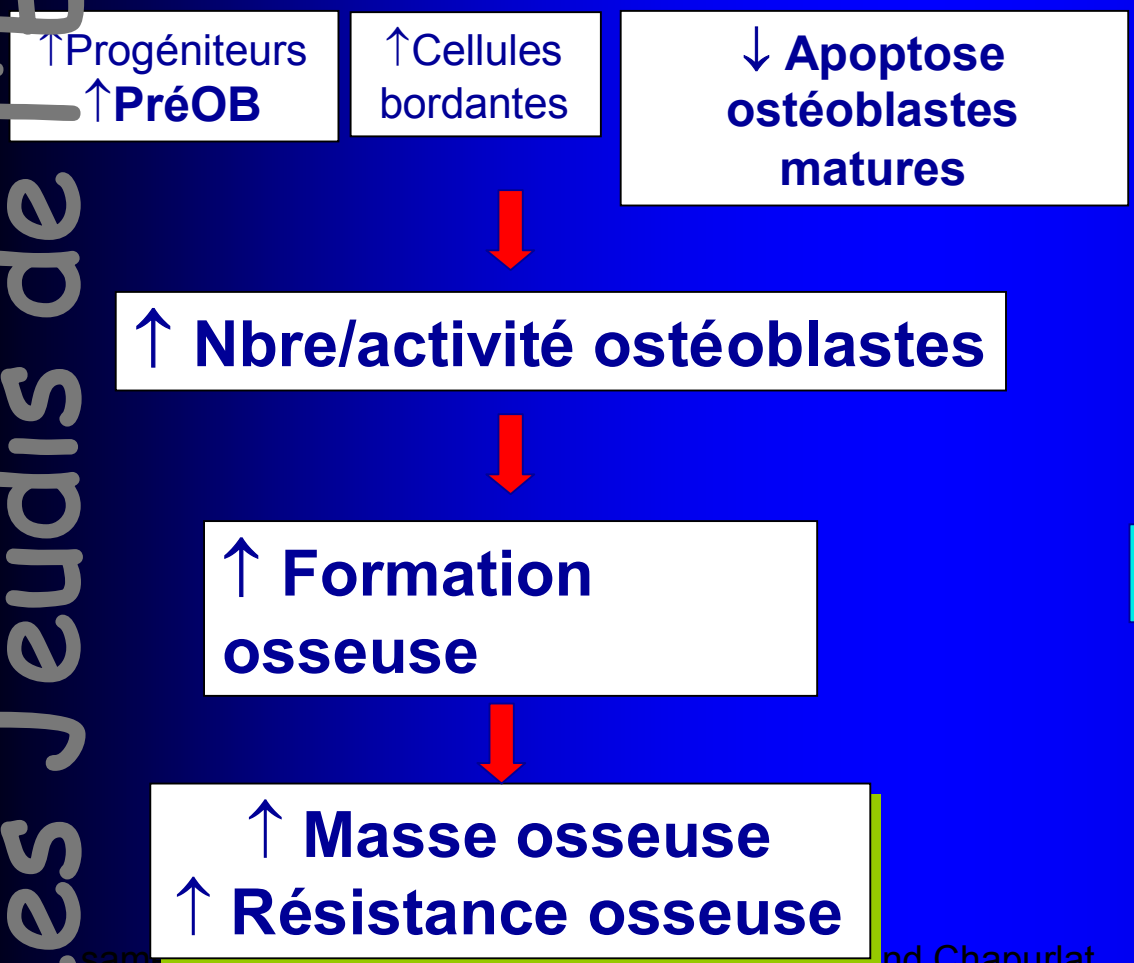 ↑Progéniteurs
↑PréOB
↑Cellules
bordantes
↓ Apoptose
ostéoblastes
matures
↑ Nbre/activité ostéoblastes
↑ Formation
osseuse
↑ Masse osseuse
↑ Résistance osseuse
Jeudis de
Chapurlat